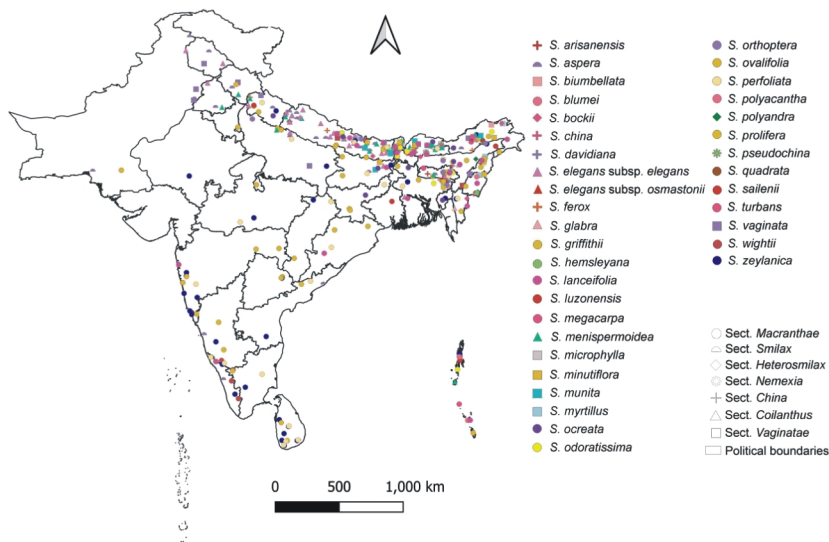 S. arisanensis
S. aspera
S. biumbellata
S. blumei
S. bockii
S. china
S. davidiana
S. elegans subsp. elegans
S. elegans subsp. osmastonii
S. ferox
S. glabra
S. griffithii
S. hemsleyana
S. lanceifolia
S. luzonensis
S. megacarpa
S. menispermoidea
S. microphylla
S. minutiflora
S. munita
S. myrtillus
S. ocreata
S. odoratissima
S. orthoptera
S. ovalifolia
S. perfoliata
S. polyacantha
S. polyandra
S. prolifera
S. pseudochina
S. quadrata
S. sailenii
S. turbans
S. vaginata
S. wightii
S. zeylanica
Sect. Macranthae
Sect. Smilax
Sect. Heterosmilax
Sect. Nemexia
Sect. China
Sect. Coilanthus
Sect. Vaginatae
Political boundaries
0 500 1,000 km